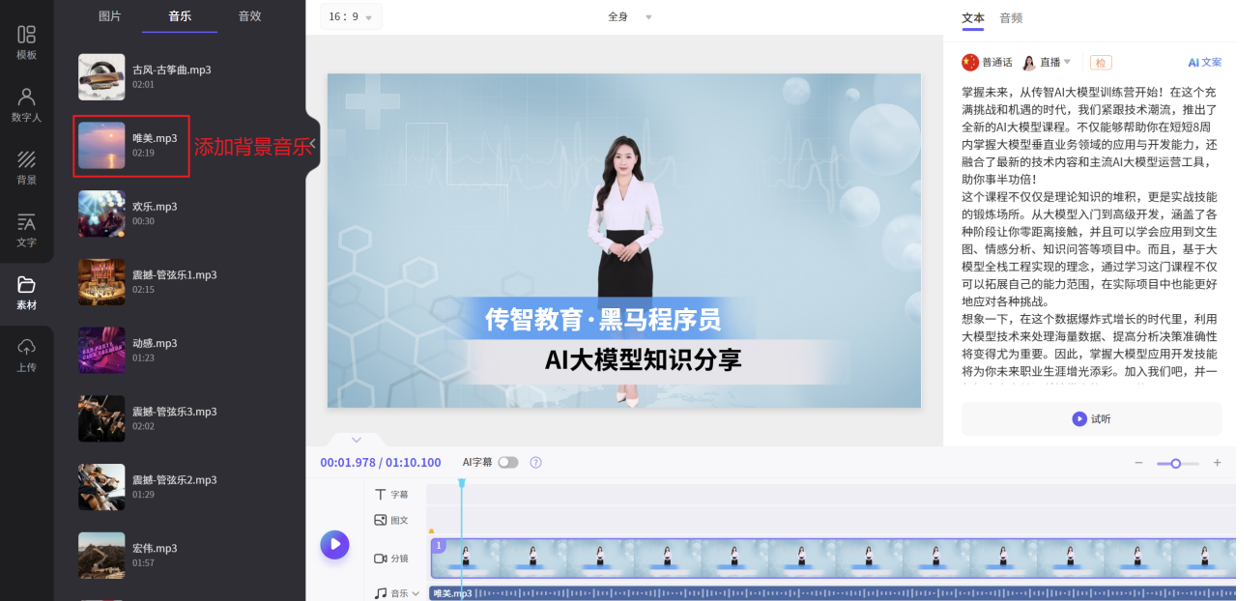 模板
数字人
背景
文字
素材
上传
图片
音乐
音效
古风-古筝曲.mp3
02:01
唯美.mp3
02:19
添加背景音乐
欢乐.mp3
00:30
震撼-管弦乐1.mp3
02:15
动感.mp3
01:23
震撼-管弦乐3.mp3
02:02
震撼-管弦乐2.mp3
01:29
宏伟.mp3
01:57
16：9
全身
传智教育·黑马程序员
AI大模型知识分享
文本
音频
普通话
直播
检
Ai 文案
掌握未来，从传智AI大模型训练营开始！在这个充
满挑战和机遇的时代，我们紧跟技术潮流，推出了
全新的AI大模型课程。不仅能够帮助你在短短8周
内掌握大模型垂直业务领域的应用与开发能力，还
融合了最新的技术内容和主流AI大模型运营工具，
助你事半功倍！
这个课程不仅仅是理论知识的堆积，更是实战技能
的锻炼场所。从大模型入门到高级开发，涵盖了各
种阶段让你零距离接触，并且可以学会应用到文生
图、情感分析、知识问答等项目中。而且，基于大
模型全栈工程实现的理念，通过学习这门课程不仅
可以拓展自己的能力范围，在实际项目中也能更好
地应对各种挑战。
想象一下，在这个数据爆炸式增长的时代里，利用
大模型技术来处理海量数据、提高分析决策准确性
将变得尤为重要。因此，掌握大模型应用开发技能
将为你未来职业生涯增光添彩。加入我们吧，并一
试听
00:01.978 / 01:10.100
AI字幕
字幕
图文
1
分镜
音乐
唯美.mp3